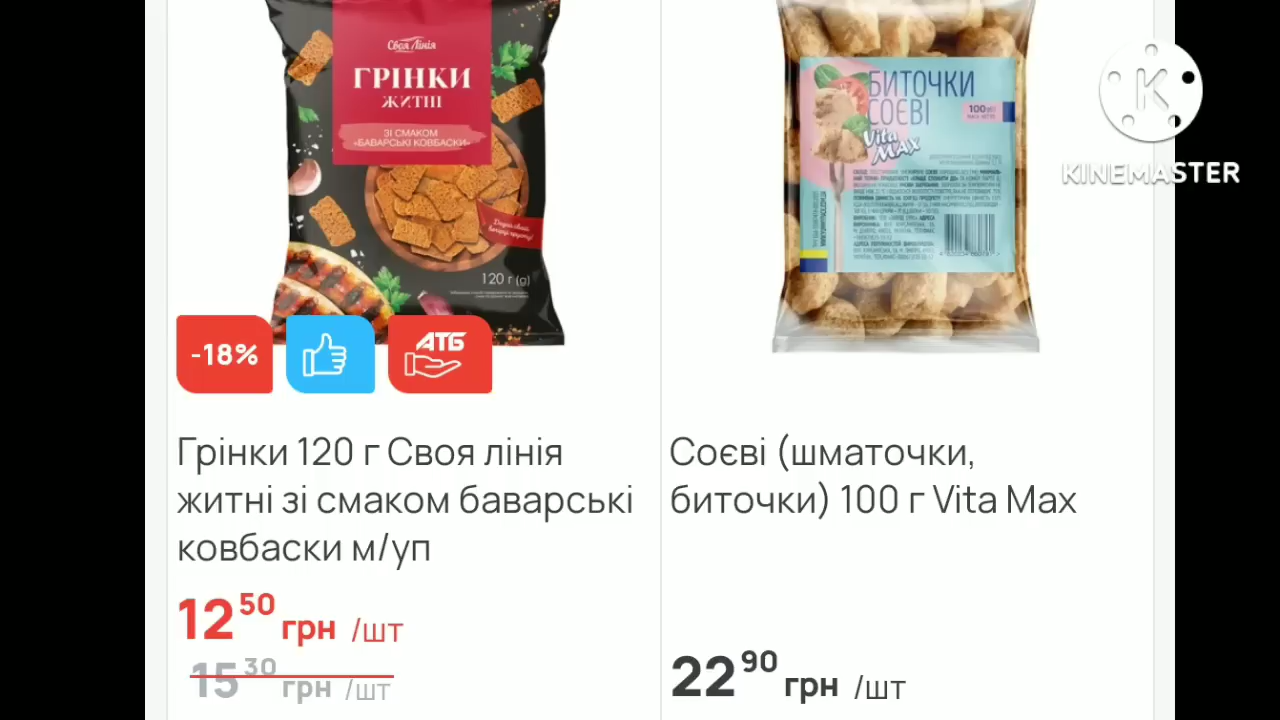 Своя Лінія
ГРІНКИ
ЖИТНІ
ЗІ СМАКОМ
«БАВАРСЬКІ КОВБАСКИ»
120 г (g)
БИТОЧКИ
СОЄВІ
100
Vita
MAX
KINEMASTER
-18%
АТБ
Грінки 120 г Своя лінія
житні зі смаком баварські
ковбаски м/уп
12 50 грн /шт
15 30 грн /шт
Соєві (шматочки,
биточки) 100 г Vita Max
22 90 грн /шт